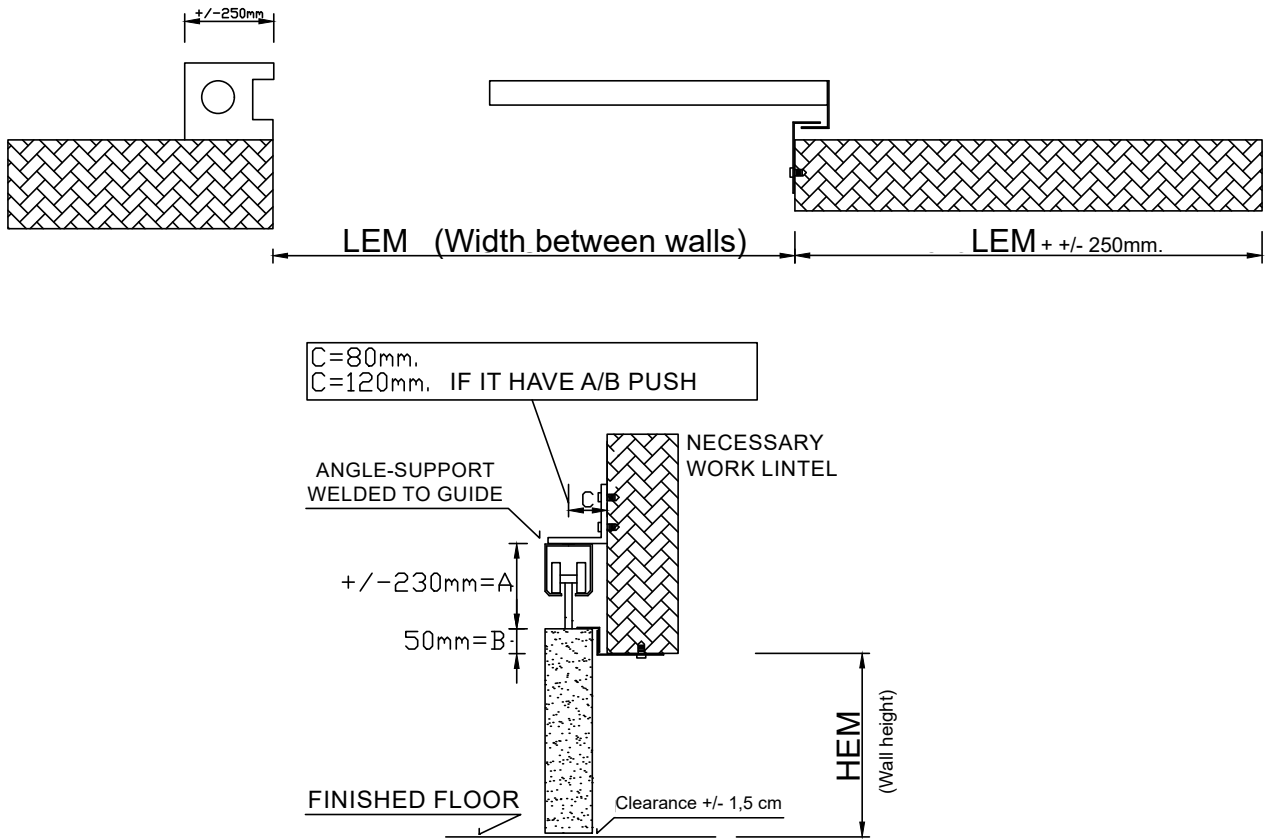 +/-250mm
LEM (Width between walls)
LEM + +/- 250mm.
C=80mm.
C=120mm. IF IT HAVE A/B PUSH
NECESSARY
WORK LINTEL
ANGLE-SUPPORT
WELDED TO GUIDE
C
+/-230mm=A
50mm=B
HEM
(Wall height)
FINISHED FLOOR
Clearance +/- 1,5 cm